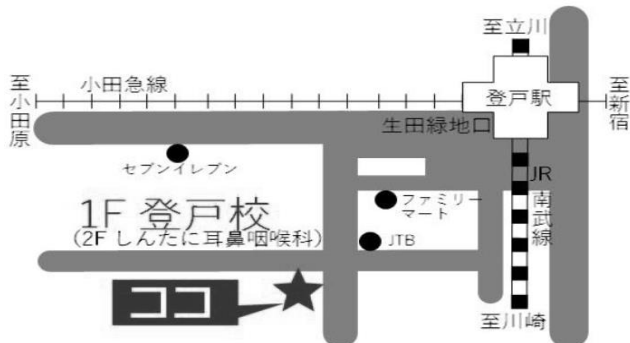 至立川
至小田原
小田急線
登戸駅
至新宿
生田緑地口
セブンイレブン
JR南武線
ファミリー
マート
1F 登戸校
(2F しんたに耳鼻咽喉科)
JTB
ココ
至川崎